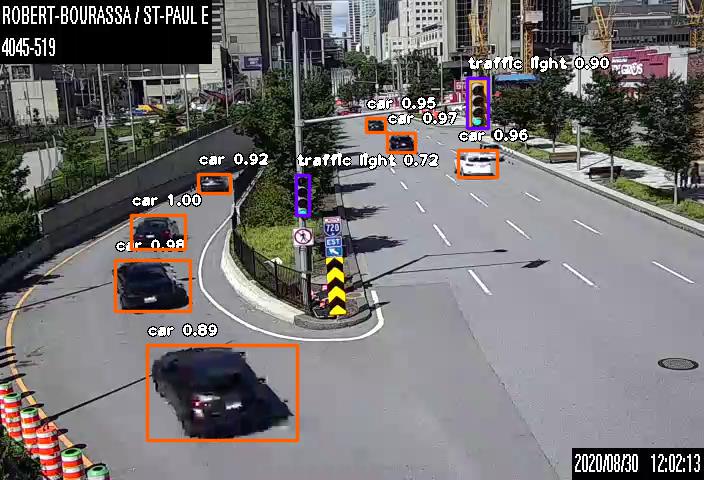 ROBERT-BOURASSA / ST-PAUL E
4045-519
traffic light 0.90
car 0.95
car 0.97
car 0.96
car 0.92
traffic light 0.72
car 1.00
720
EST
car 0.98
car 0.89
2020/08/30 12:02:13